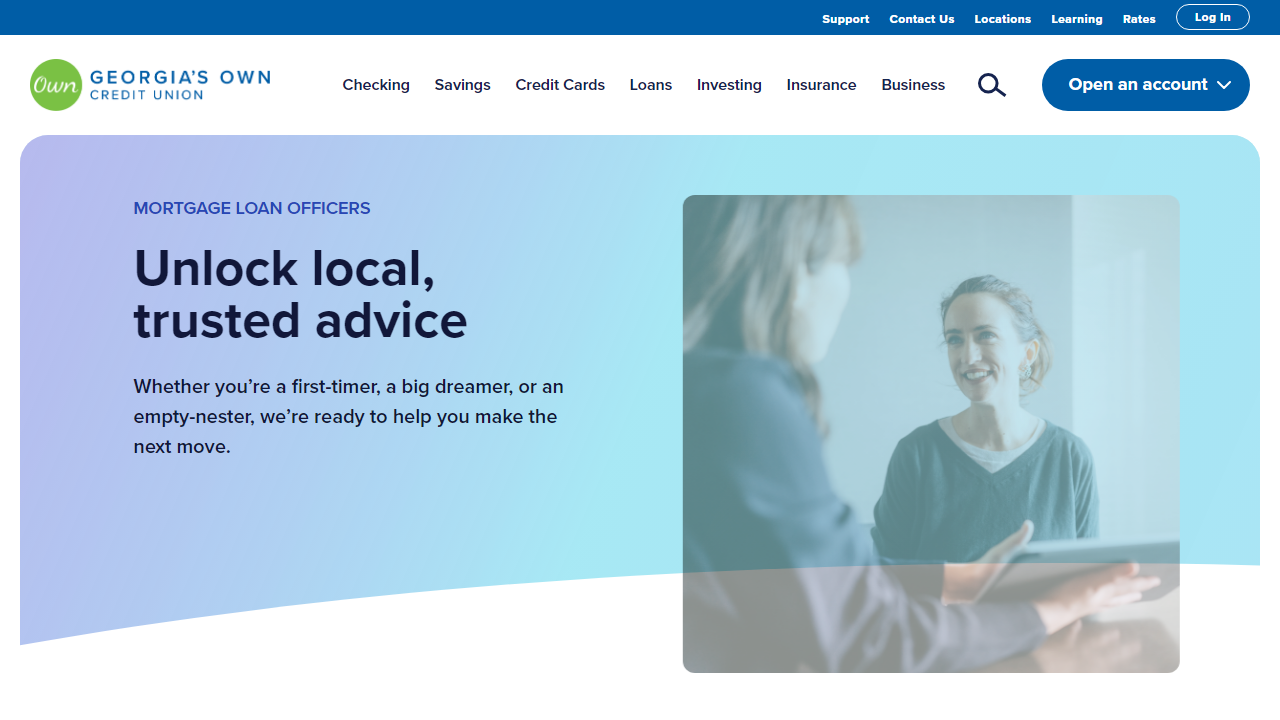 Support Contact Us Locations Learning Rates Log In
Own GEORGIA'S OWN
CREDIT UNION
Checking Savings Credit Cards Loans Investing Insurance Business Open an account
MORTGAGE LOAN OFFICERS
Unlock local,
trusted advice
Whether you’re a first-timer, a big dreamer, or an
empty-nester, we’re ready to help you make the
next move.